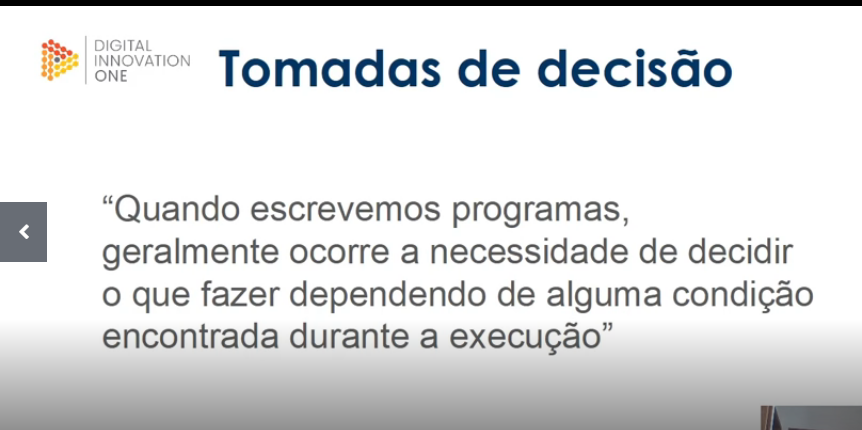 DIGITAL
INNOVATION
ONE
Tomadas de decisão
“Quando escrevemos programas,
geralmente ocorre a necessidade de decidir
o que fazer dependendo de alguma condição
encontrada durante a execução”